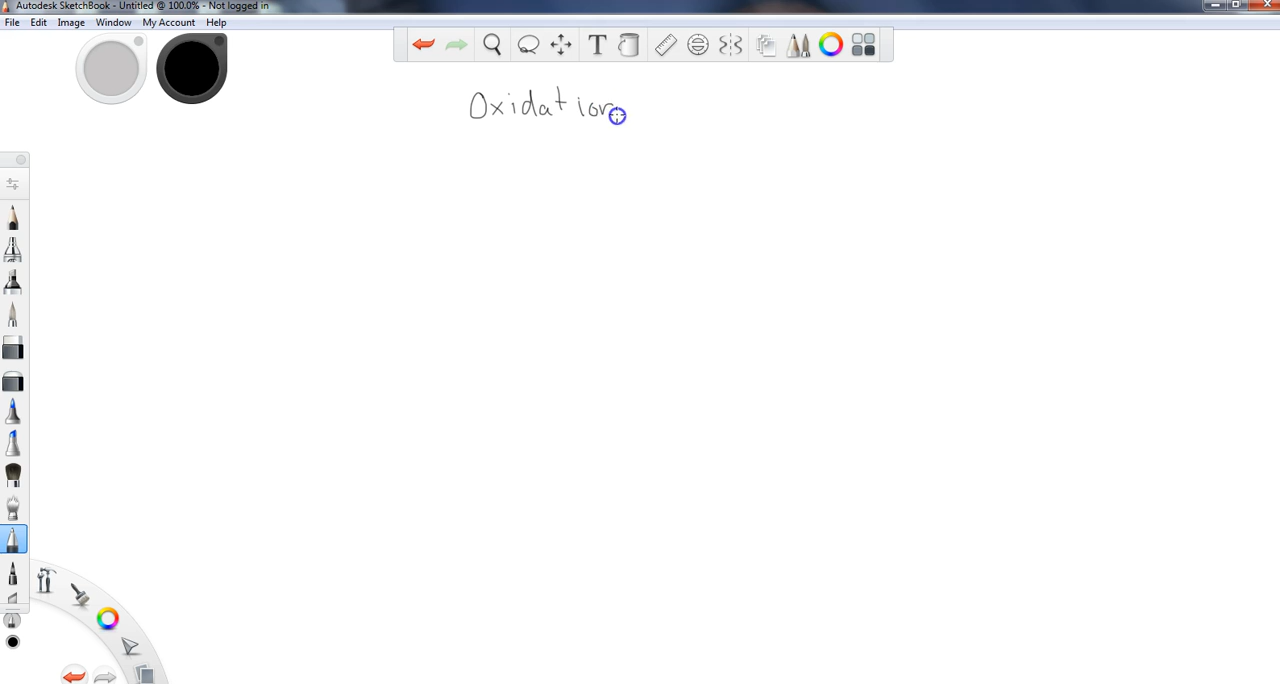 Autodesk SketchBook - Untitled @ 100.0% - Not logged in
File Edit Image Window My Account Help
T
Oxidation